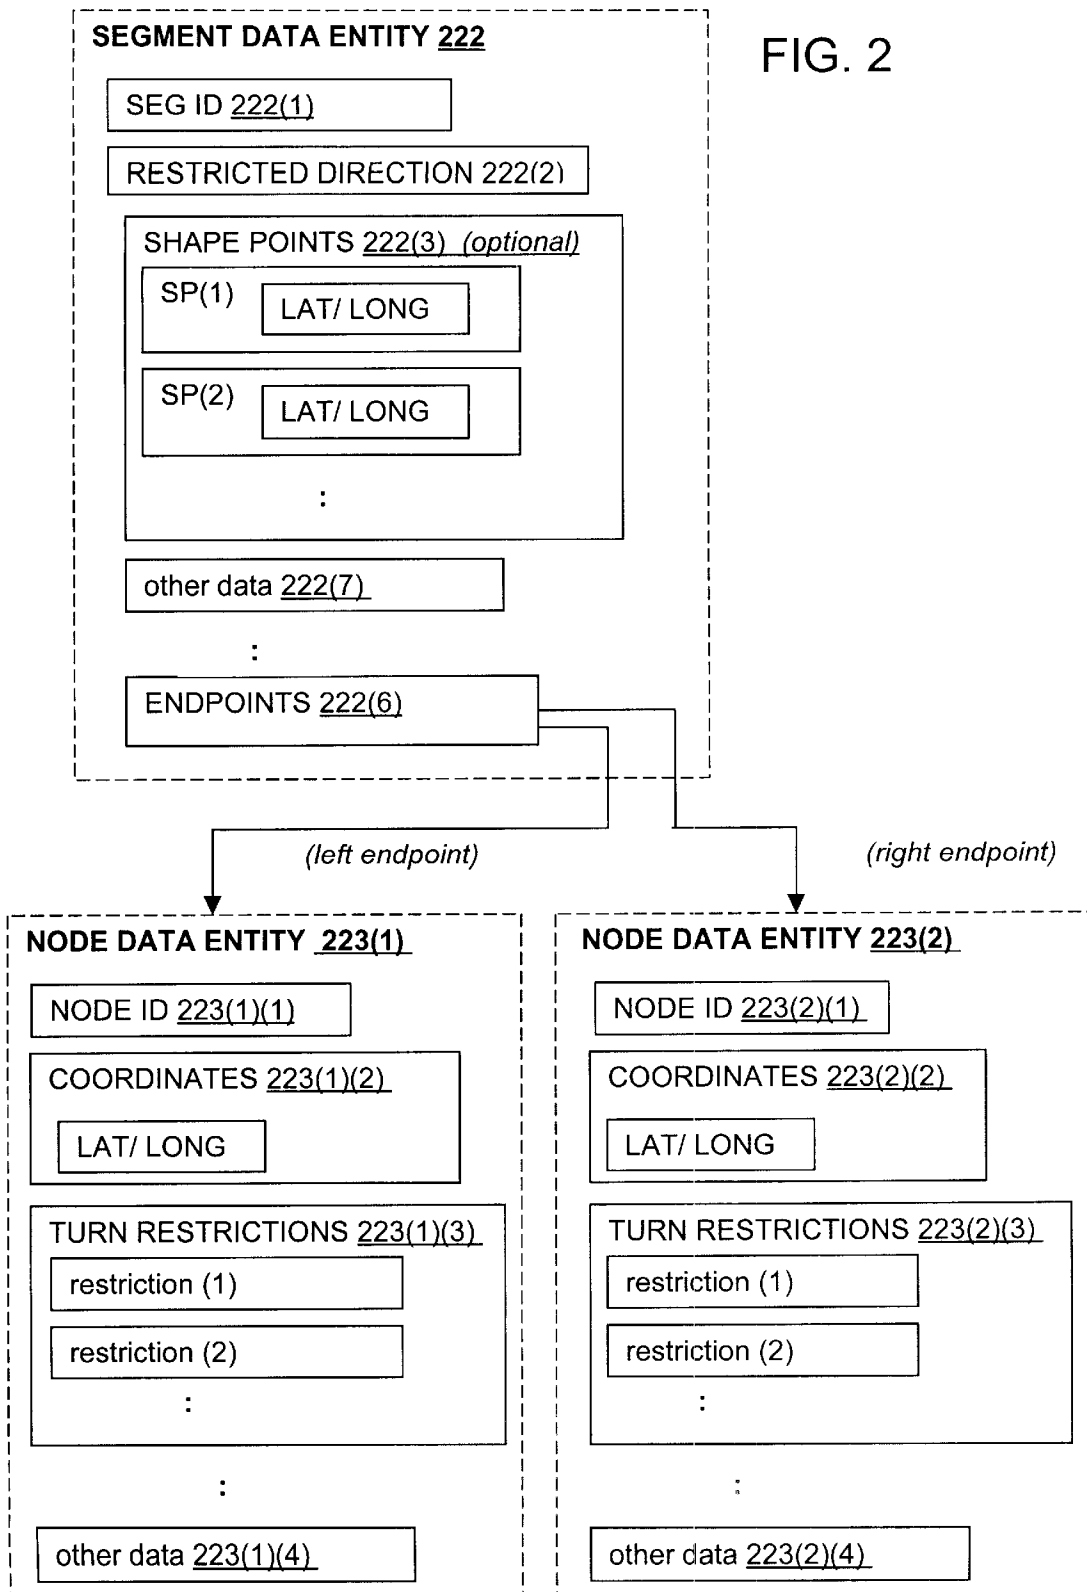 SEGMENT DATA ENTITY 222
FIG. 2
SEG ID 222(1)
RESTRICTED DIRECTION 222(2)
SHAPE POINTS 222(3) (optional)
SP(1)
LAT/ LONG
SP(2)
LAT/ LONG
:
other data 222(7)
:
ENDPOINTS 222(6)
(left endpoint)
(right endpoint)
NODE DATA ENTITY 223(1)
NODE ID 223(1)(1)
COORDINATES 223(1)(2)
LAT/ LONG
TURN RESTRICTIONS 223(1)(3)
restriction (1)
restriction (2)
:
:
other data 223(1)(4)
NODE DATA ENTITY 223(2)
NODE ID 223(2)(1)
COORDINATES 223(2)(2)
LAT/ LONG
TURN RESTRICTIONS 223(2)(3)
restriction (1)
restriction (2)
:
:
other data 223(2)(4)